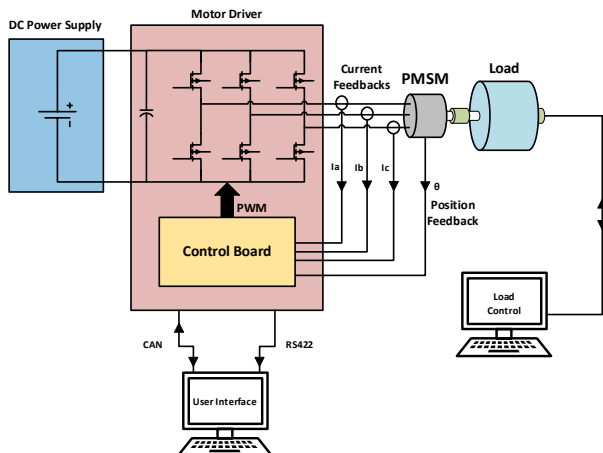 Motor Driver
DC Power Supply
+
-
Current
Feedbacks
PMSM
Load
Ia
Ib
Ic
θ
Position
Feedback
PWM
Control Board
Load
Control
CAN
RS422
User Interface